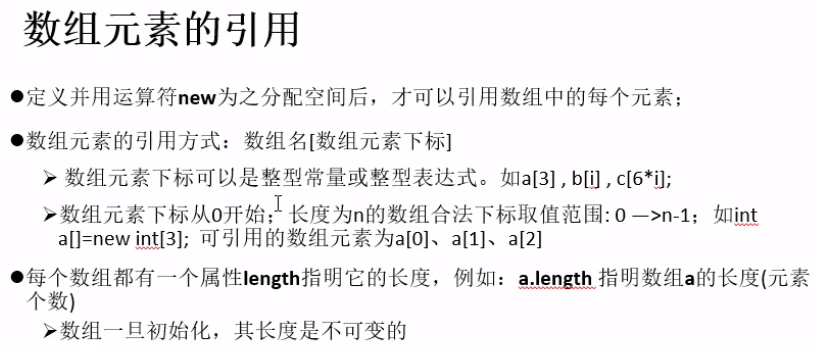 数组元素的引用
●定义并用运算符new为之分配空间后，才可以引用数组中的每个元素；
●数组元素的引用方式：数组名[数组元素下标]
➢ 数组元素下标可以是整型常量或整型表达式。如a[3] , b[i] , c[6*i];
➢数组元素下标从0开始； 长度为n的数组合法下标取值范围: 0 —>n-1；如int
a[]=new int[3]; 可引用的数组元素为a[0]、a[1]、a[2]
●每个数组都有一个属性length指明它的长度，例如：a.length 指明数组a的长度(元素
个数)
➢数组一旦初始化，其长度是不可变的